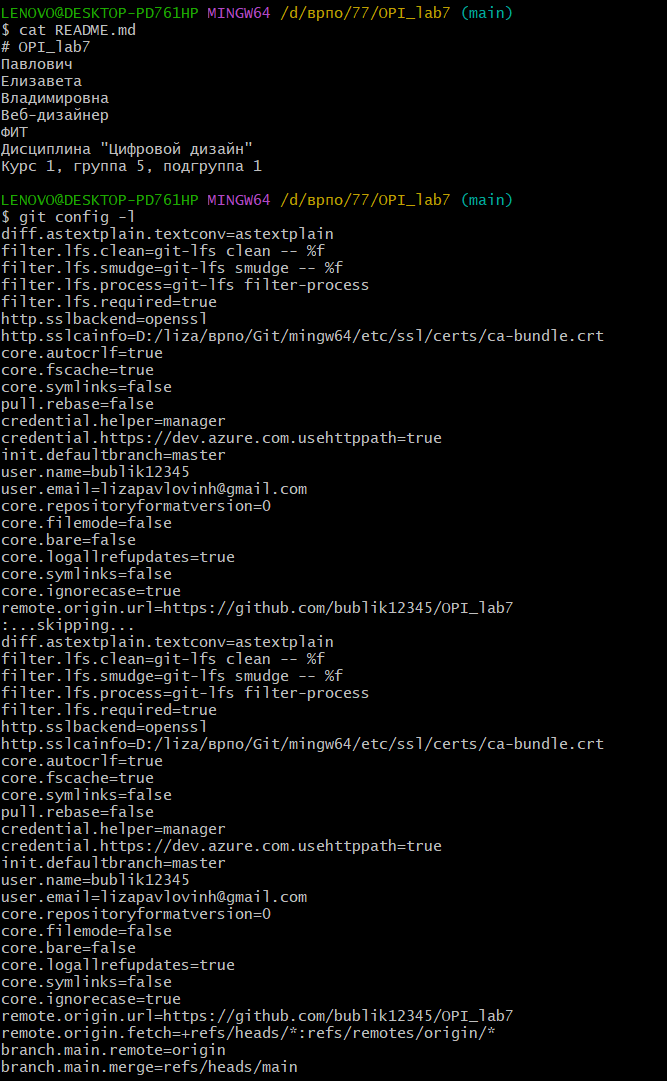 LENOVO@DESKTOP-PD761HP MINGW64 /d/врпо/77/OPI_lab7 (main)
$ cat README.md
# OPI_lab7
Павлович
Елизавета
Владимировна
Веб-дизайнер
ФИТ
Дисциплина "Цифровой дизайн"
Курс 1, группа 5, подгруппа 1
LENOVO@DESKTOP-PD761HP MINGW64 /d/врпо/77/OPI_lab7 (main)
$ git config -l
diff.astextplain.textconv=astextplain
filter.lfs.clean=git-lfs clean -- %f
filter.lfs.smudge=git-lfs smudge -- %f
filter.lfs.process=git-lfs filter-process
filter.lfs.required=true
http.sslbackend=openssl
http.sslcainfo=D:/liza/врпо/Git/mingw64/etc/ssl/certs/ca-bundle.crt
core.autocrlf=true
core.fscache=true
core.symlinks=false
pull.rebase=false
credential.helper=manager
credential.https://dev.azure.com.usehttppath=true
init.defaultbranch=master
user.name=bublik12345
user.email=lizapavlovinh@gmail.com
core.repositoryformatversion=0
core.filemode=false
core.bare=false
core.logallrefupdates=true
core.symlinks=false
core.ignorecase=true
remote.origin.url=https://github.com/bublik12345/OPI_lab7
:...skipping...
diff.astextplain.textconv=astextplain
filter.lfs.clean=git-lfs clean -- %f
filter.lfs.smudge=git-lfs smudge -- %f
filter.lfs.process=git-lfs filter-process
filter.lfs.required=true
http.sslbackend=openssl
http.sslcainfo=D:/liza/врпо/Git/mingw64/etc/ssl/certs/ca-bundle.crt
core.autocrlf=true
core.fscache=true
core.symlinks=false
pull.rebase=false
credential.helper=manager
credential.https://dev.azure.com.usehttppath=true
init.defaultbranch=master
user.name=bublik12345
user.email=lizapavlovinh@gmail.com
core.repositoryformatversion=0
core.filemode=false
core.bare=false
core.logallrefupdates=true
core.symlinks=false
core.ignorecase=true
remote.origin.url=https://github.com/bublik12345/OPI_lab7
remote.origin.fetch=+refs/heads/*:refs/remotes/origin/*
branch.main.remote=origin
branch.main.merge=refs/heads/main